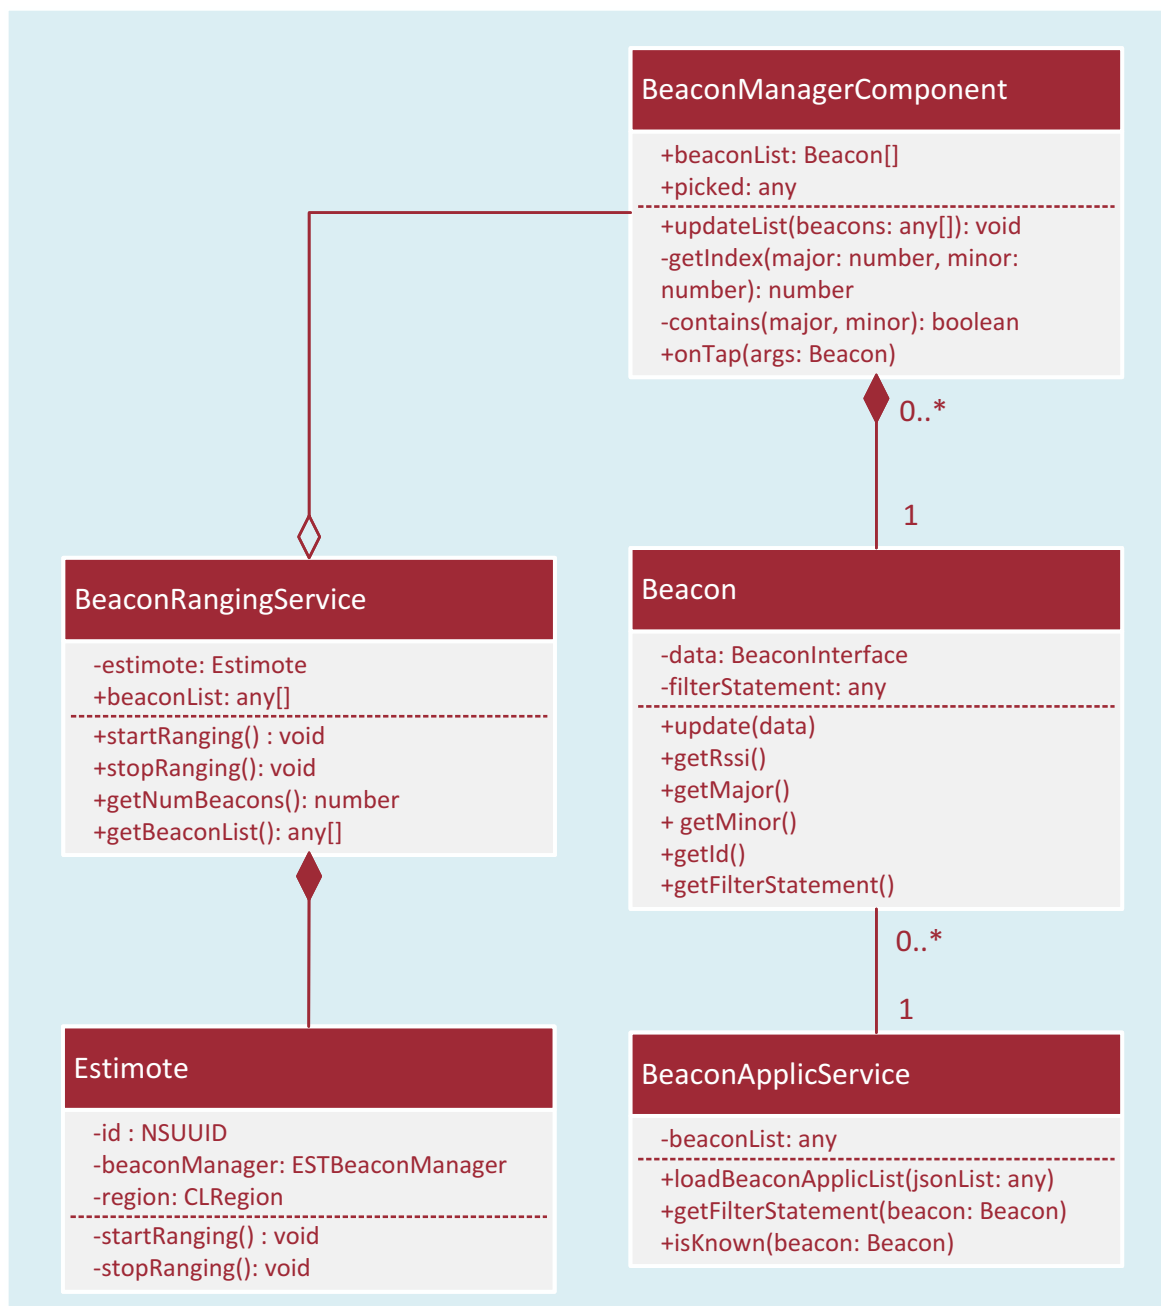 BeaconManagerComponent
+beaconList: Beacon[]
+picked: any
+updateList(beacons: any[]): void
-getIndex(major: number, minor:
number): number
-contains(major, minor): boolean
+onTap(args: Beacon)
0..*
1
BeaconRangingService
-estimote: Estimote
+beaconList: any[]
+startRanging() : void
+stopRanging(): void
+getNumBeacons(): number
+getBeaconList(): any[]
Beacon
-data: BeaconInterface
-filterStatement: any
+update(data)
+getRssi()
+getMajor()
+ getMinor()
+getId()
+getFilterStatement()
0..*
1
Estimote
-id : NSUUID
-beaconManager: ESTBeaconManager
-region: CLRegion
-startRanging() : void
-stopRanging(): void
BeaconApplicService
-beaconList: any
+loadBeaconApplicList(jsonList: any)
+getFilterStatement(beacon: Beacon)
+isKnown(beacon: Beacon)